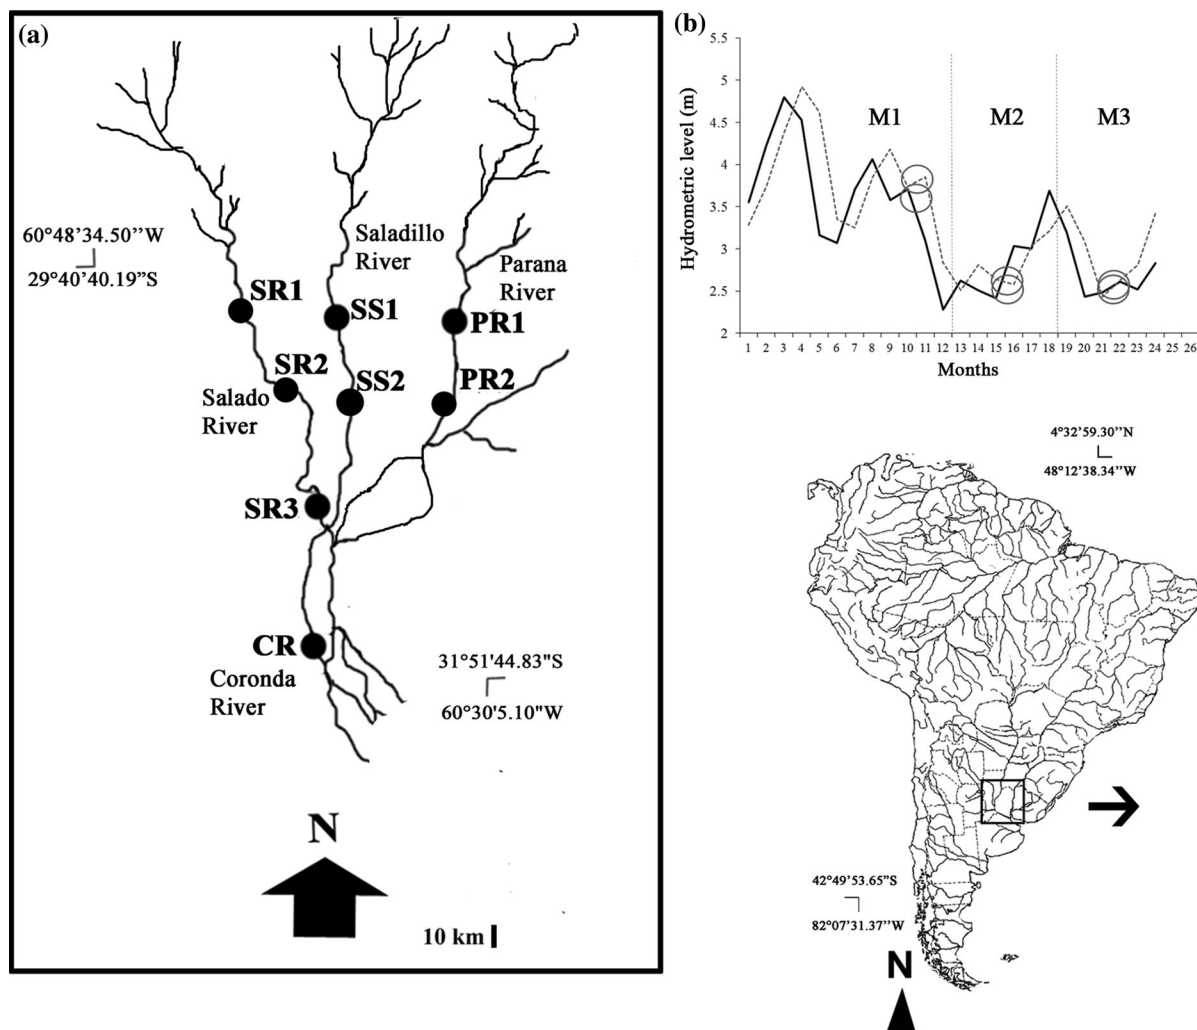 (a)
Saladillo
River
Parana
River
60°48’34.50’’W
29°40’40.19”S
SR1
SS1
PR1
SR2
SS2
PR2
Salado
River
SR3
CR
Coronda
River
31°51'44.83"S
60°30'5.10"W
N
10 km
(b)
5.5
5
4.5
4
3.5
3
2.5
2
Hydrometric level (m)
M1
M2
M3
1 2 3 4 5 6 7 8 9 10 11 12 13 14 15 16 17 18 19 20 21 22 23 24 25 26
Months
4°32’59.30’’N
48°12’38.34’’W
42°49’53.65”S
82°07’31.37’’W
N